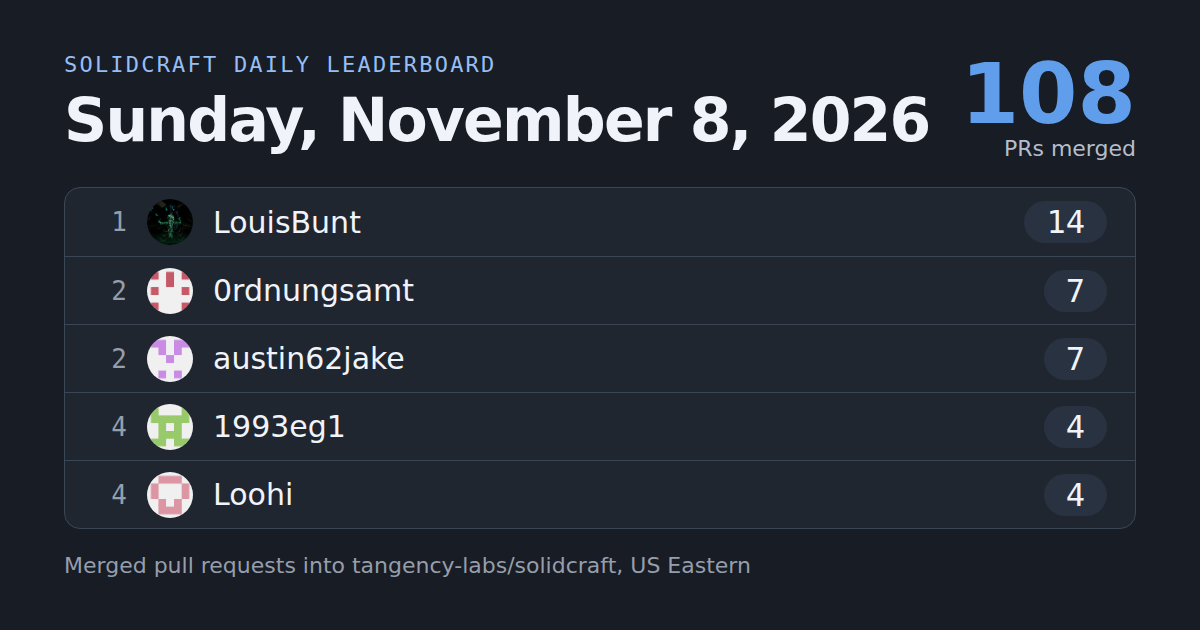 SOLIDCRAFT DAILY LEADERBOARD
Sunday, November 8, 2026
108
PRs merged
1 LouisBunt 14
2 0rdnungsamt 7
2 austin62jake 7
4 1993eg1 4
4 Loohi 4
Merged pull requests into tangency-labs/solidcraft, US Eastern